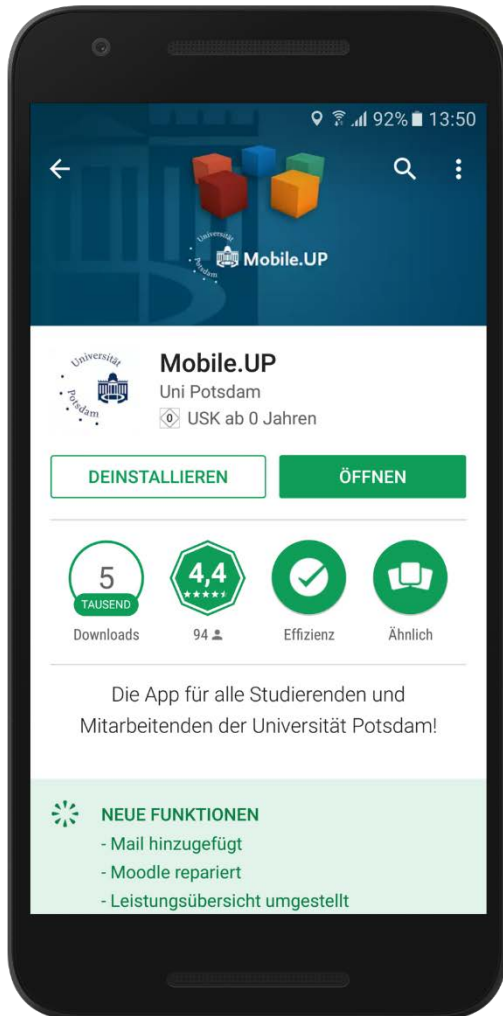 92% 13:50
Universität
Potsdam
Mobile.UP
Universität
Potsdam
Mobile.UP
Uni Potsdam
0 USK ab 0 Jahren
DEINSTALLIEREN
ÖFFNEN
5
TAUSEND
Downloads
4,4
94
Effizienz
Ähnlich
Die App für alle Studierenden und
Mitarbeitenden der Universität Potsdam!
NEUE FUNKTIONEN
- Mail hinzugefügt
- Moodle repariert
- Leistungsübersicht umgestellt